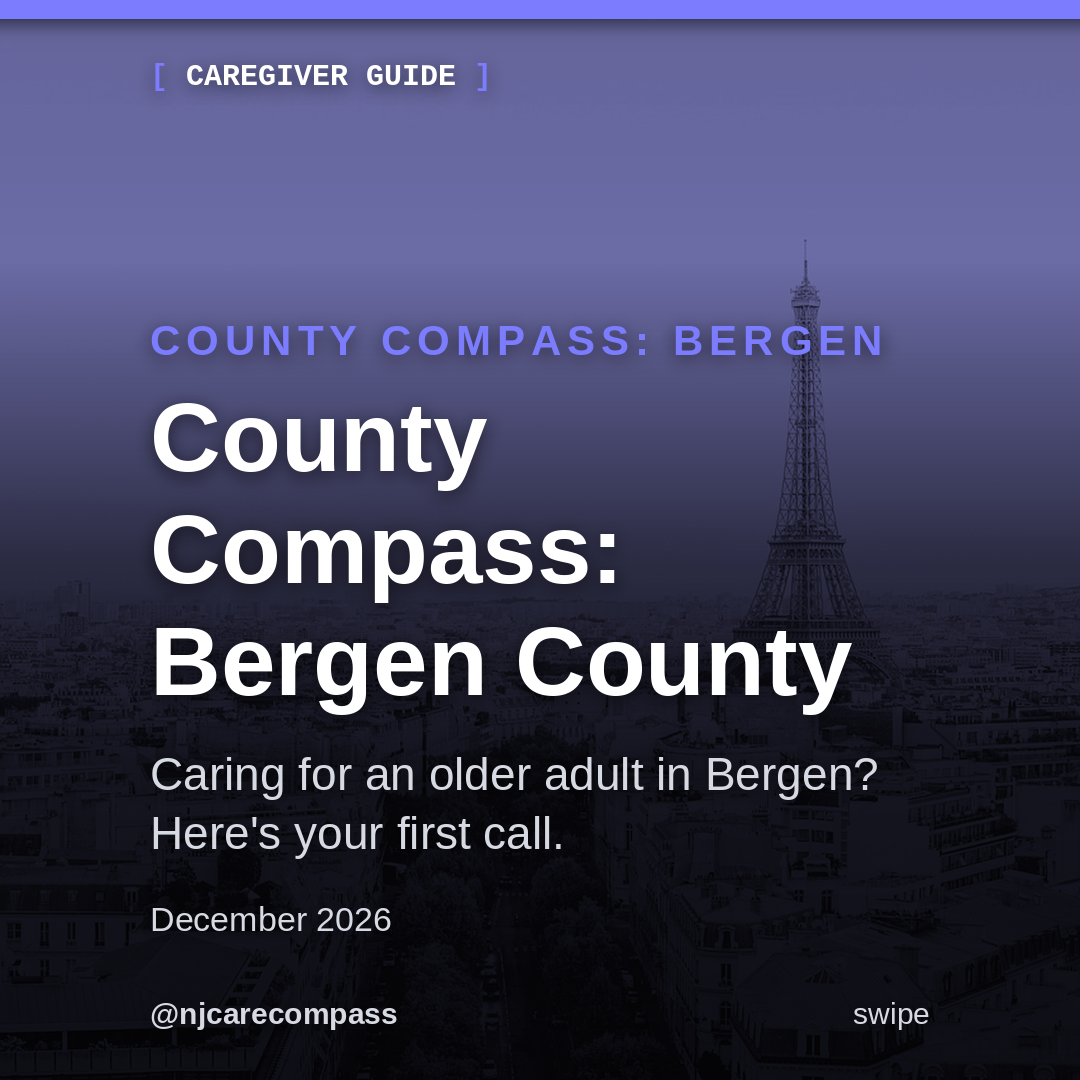 [ CAREGIVER GUIDE ]
COUNTY COMPASS: BERGEN
County
Compass:
Bergen County
Caring for an older adult in Bergen?
Here's your first call.
December 2026
@njcarecompass
swipe